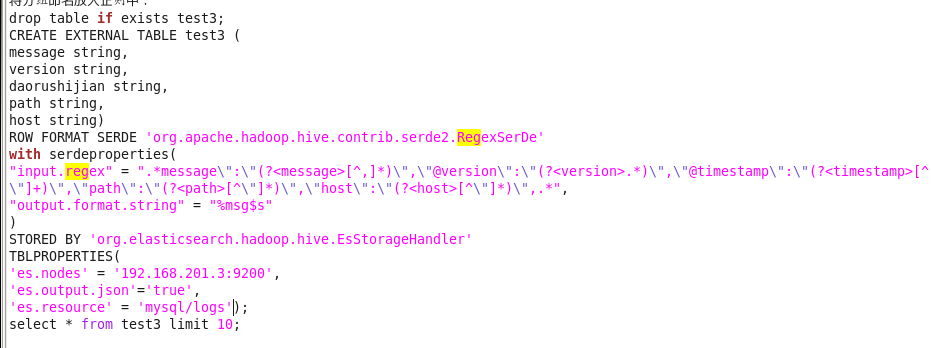 drop table if exists test3;
CREATE EXTERNAL TABLE test3 (
message string,
version string,
daorushijian string,
path string,
host string)
ROW FORMAT SERDE 'org.apache.hadoop.hive.contrib.serde2.RegexSerDe'
with serdeproperties(
"input.regex" = ".*message\":\"(?<message>[^,]*)\",\"@version\":\"(?<version>.*)\",\"@timestamp\":\"(?<timestamp>[^
\"]+)\",\"path\":\"(?<path>[^\"]*)\",\"host\":\"(?<host>[^\"]*)\",.*",
"output.format.string" = "%msg$s"
)
STORED BY 'org.elasticsearch.hadoop.hive.EsStorageHandler'
TBLPROPERTIES(
'es.nodes' = '192.168.201.3:9200',
'es.output.json'='true',
'es.resource' = 'mysql/logs');
select * from test3 limit 10;